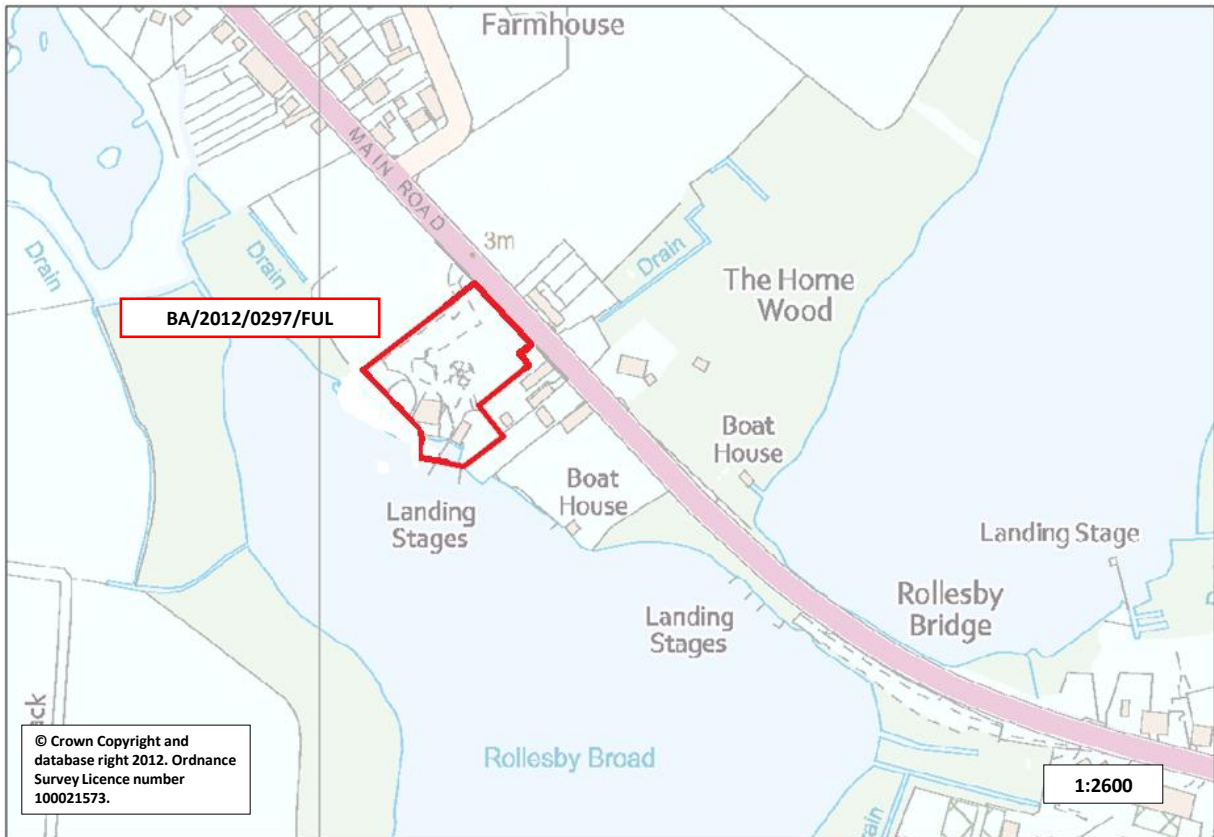 Farmhouse
MAIN ROAD
3m
Drain
Drain
Drain
The Home
Wood
BA/2012/0297/FUL
Boat
House
Boat
House
Landing
Stages
Landing Stage
Rollesby
Bridge
Landing
Stages
Rollesby Broad
© Crown Copyright and
database right 2012. Ordnance
Survey Licence number
100021573.
1:2600
Drain